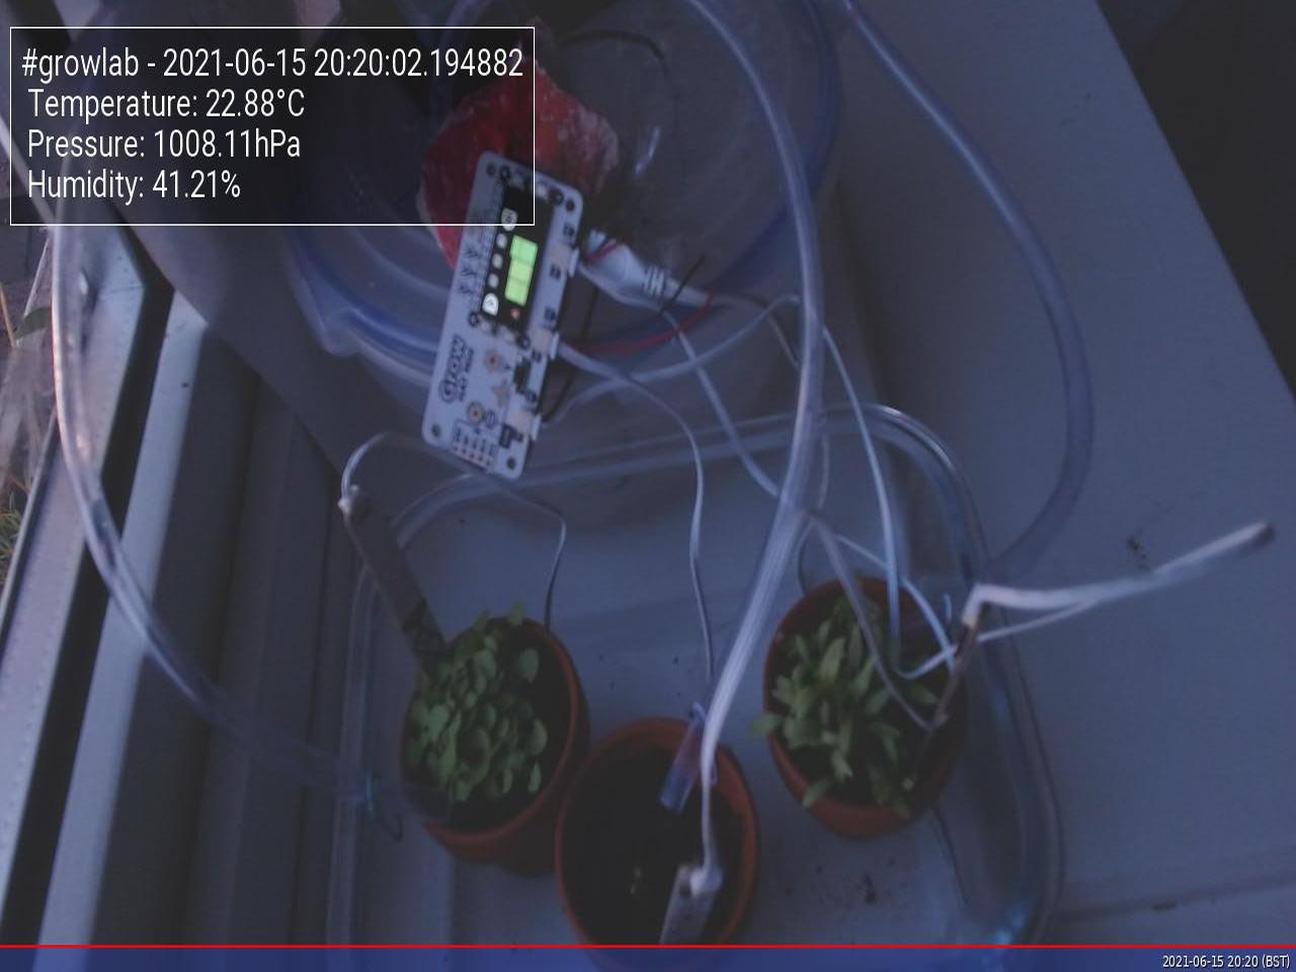 #growlab - 2021-06-15 20:20:02.194882
Temperature: 22.88°C
Pressure: 1008.11hPa
Humidity: 41.21%
Grow
2021-06-15 20:20 (BST)